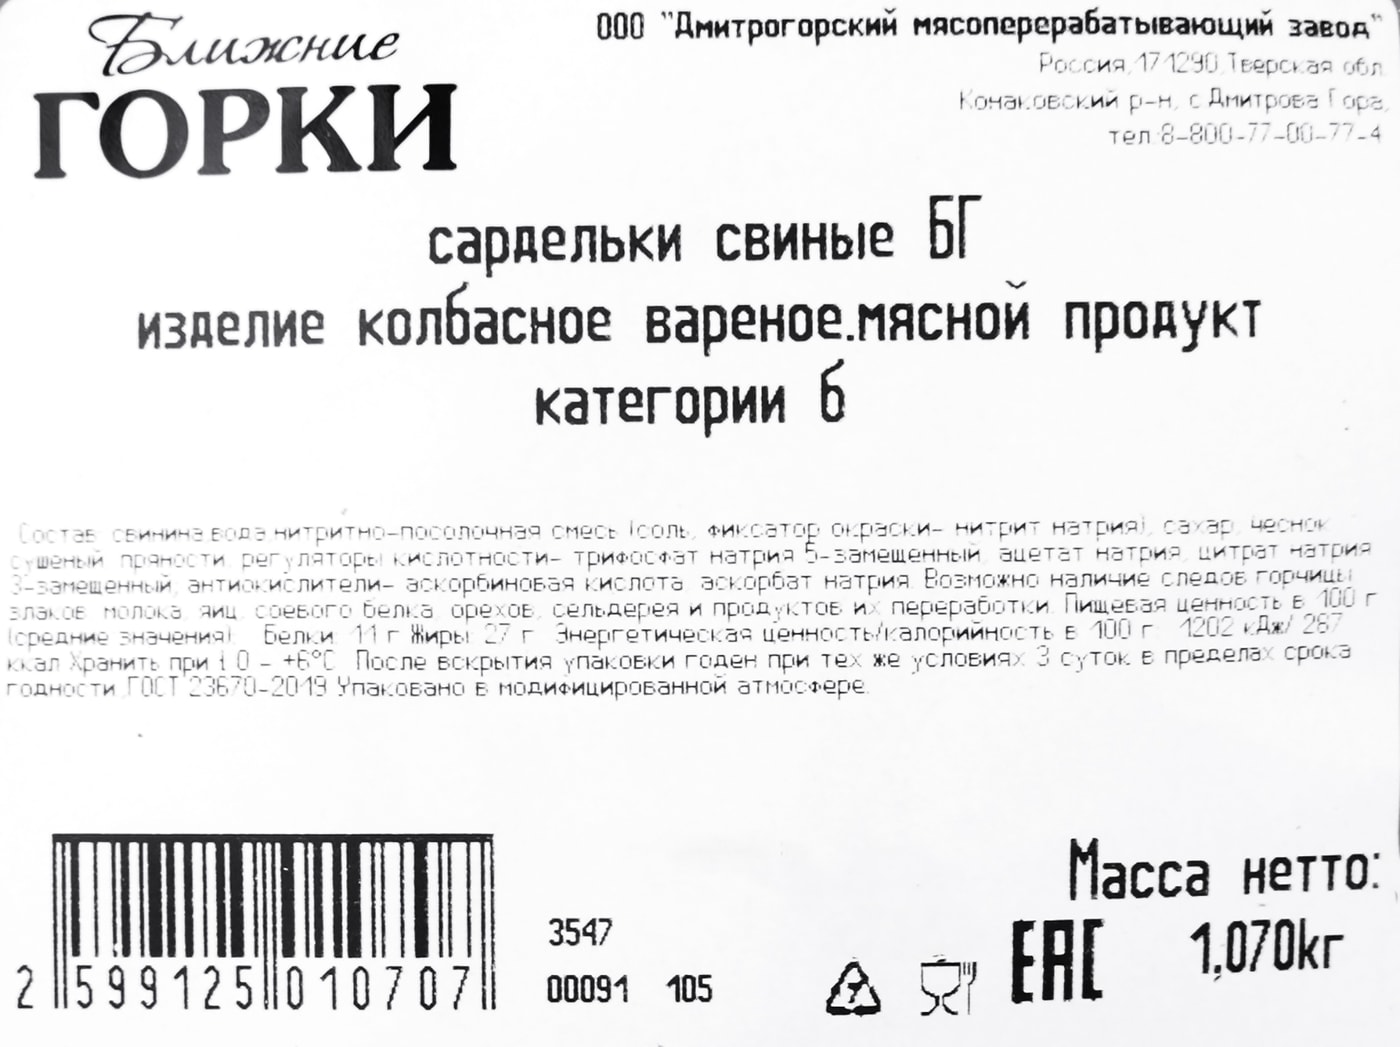 Ближние
ГОРКИ
ООО "Дмитрогорский мясоперерабатывающий завод"
Россия,171290,Тверская обл.
Конаковский р-н, с.Дмитрова Гора,
тел.8-800-77-00-77-4
сардельки свиные БГ
изделие колбасное вареное.мясной продукт
категории б
Состав: свинина,вода,нитритно-посолочная смесь (соль, фиксатор окраски- нитрит натрия), сахар, чеснок
сушеный, пряности, регуляторы кислотности- трифосфат натрия 5-замещенный, ацетат натрия, цитрат натрия
3-замещенный, антиокислители- аскорбиновая кислота, аскорбат натрия. Возможно наличие следов горчицы,
злаков, молока, яиц, соевого белка, орехов, сельдерея и продуктов их переработки. Пищевая ценность в 100 г
(средние значения): Белки: 11 г Жиры: 27 г. Энергетическая ценность/калорийность в 100 г: 1202 кДж/ 287
ккал Хранить при t 0 - +6°C. После вскрытия упаковки годен при тех же условиях 3 суток в пределах срока
годности.ГОСТ 23670-2019 Упаковано в модифицированной атмосфере.
Масса нетто:
1,070кг
EAC
3547
00091 105
7
2 599125 010707